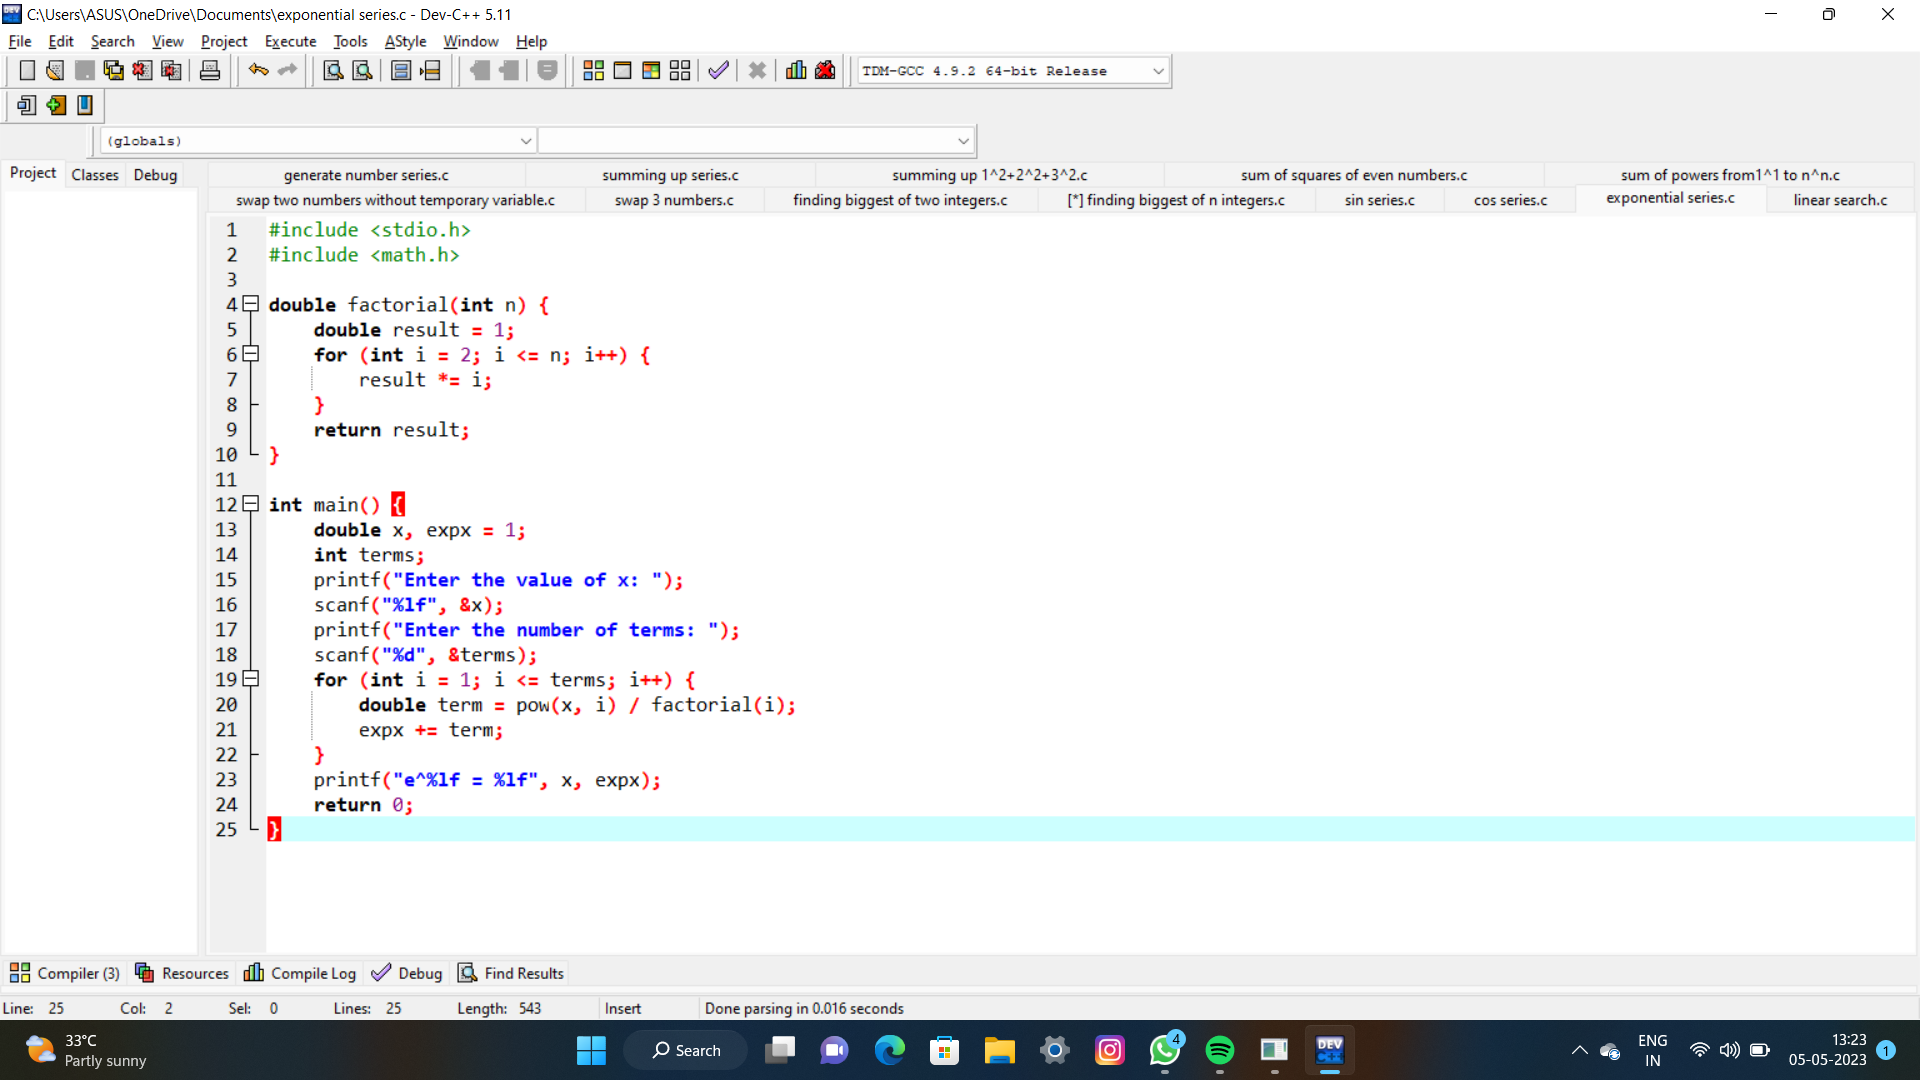 C:\Users\ASUS\OneDrive\Documents\exponential series.c - Dev-C++ 5.11
File Edit Search View Project Execute Tools AStyle Window Help
TDM-GCC 4.9.2 64-bit Release
(globals)
Project Classes Debug
generate number series.c summing up series.c summing up 1^2+2^2+3^2.c sum of squares of even numbers.c sum of powers from1^1 to n^n.c
swap two numbers without temporary variable.c swap 3 numbers.c finding biggest of two integers.c [*] finding biggest of n integers.c sin series.c cos series.c exponential series.c linear search.c
1 #include <stdio.h>
2 #include <math.h>
3
4 double factorial(int n) {
5     double result = 1;
6     for (int i = 2; i <= n; i++) {
7         result *= i;
8     }
9     return result;
10 }
11
12 int main() {
13     double x, expx = 1;
14     int terms;
15     printf("Enter the value of x: ");
16     scanf("%lf", &x);
17     printf("Enter the number of terms: ");
18     scanf("%d", &terms);
19     for (int i = 1; i <= terms; i++) {
20         double term = pow(x, i) / factorial(i);
21         expx += term;
22     }
23     printf("e^%lf = %lf", x, expx);
24     return 0;
25 }
Compiler (3) Resources Compile Log Debug Find Results
Line: 25 Col: 2 Sel: 0 Lines: 25 Length: 543 Insert Done parsing in 0.016 seconds
33°C
Partly sunny
Search
4
DEV
C++
ENG
IN
13:23
05-05-2023
1